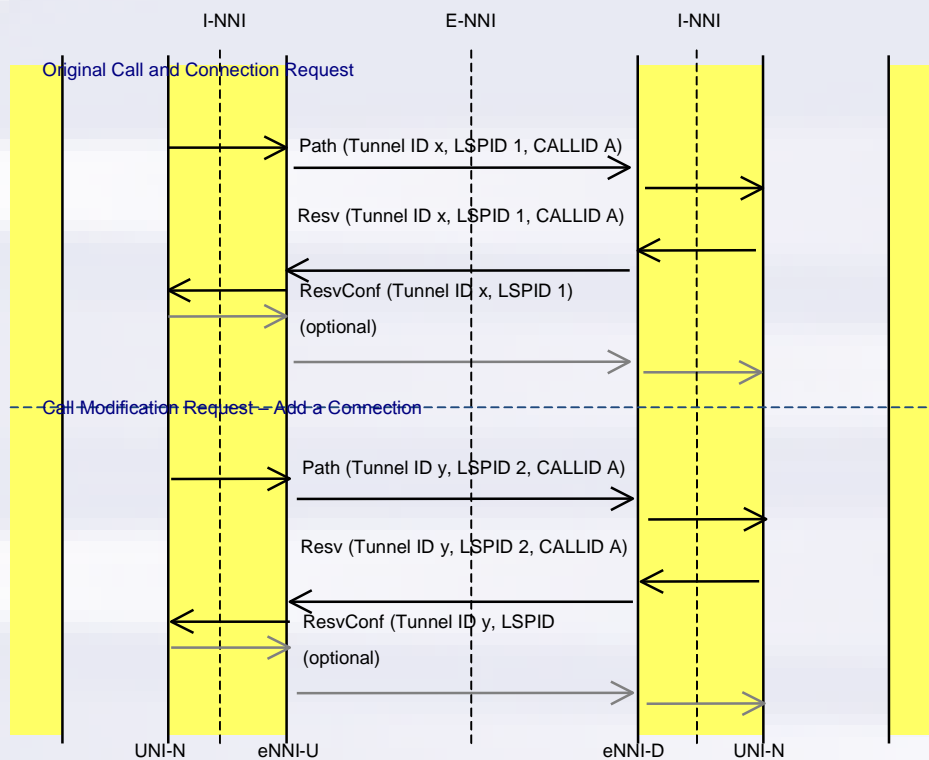 I-NNI E-NNI I-NNI
Original Call and Connection Request
Path (Tunnel ID x, LSPID 1, CALLID A)
Resv (Tunnel ID x, LSPID 1, CALLID A)
ResvConf (Tunnel ID x, LSPID 1)
(optional)
Call Modification Request – Add a Connection
Path (Tunnel ID y, LSPID 2, CALLID A)
Resv (Tunnel ID y, LSPID 2, CALLID A)
ResvConf (Tunnel ID y, LSPID
(optional)
UNI-N eNNI-U eNNI-D UNI-N